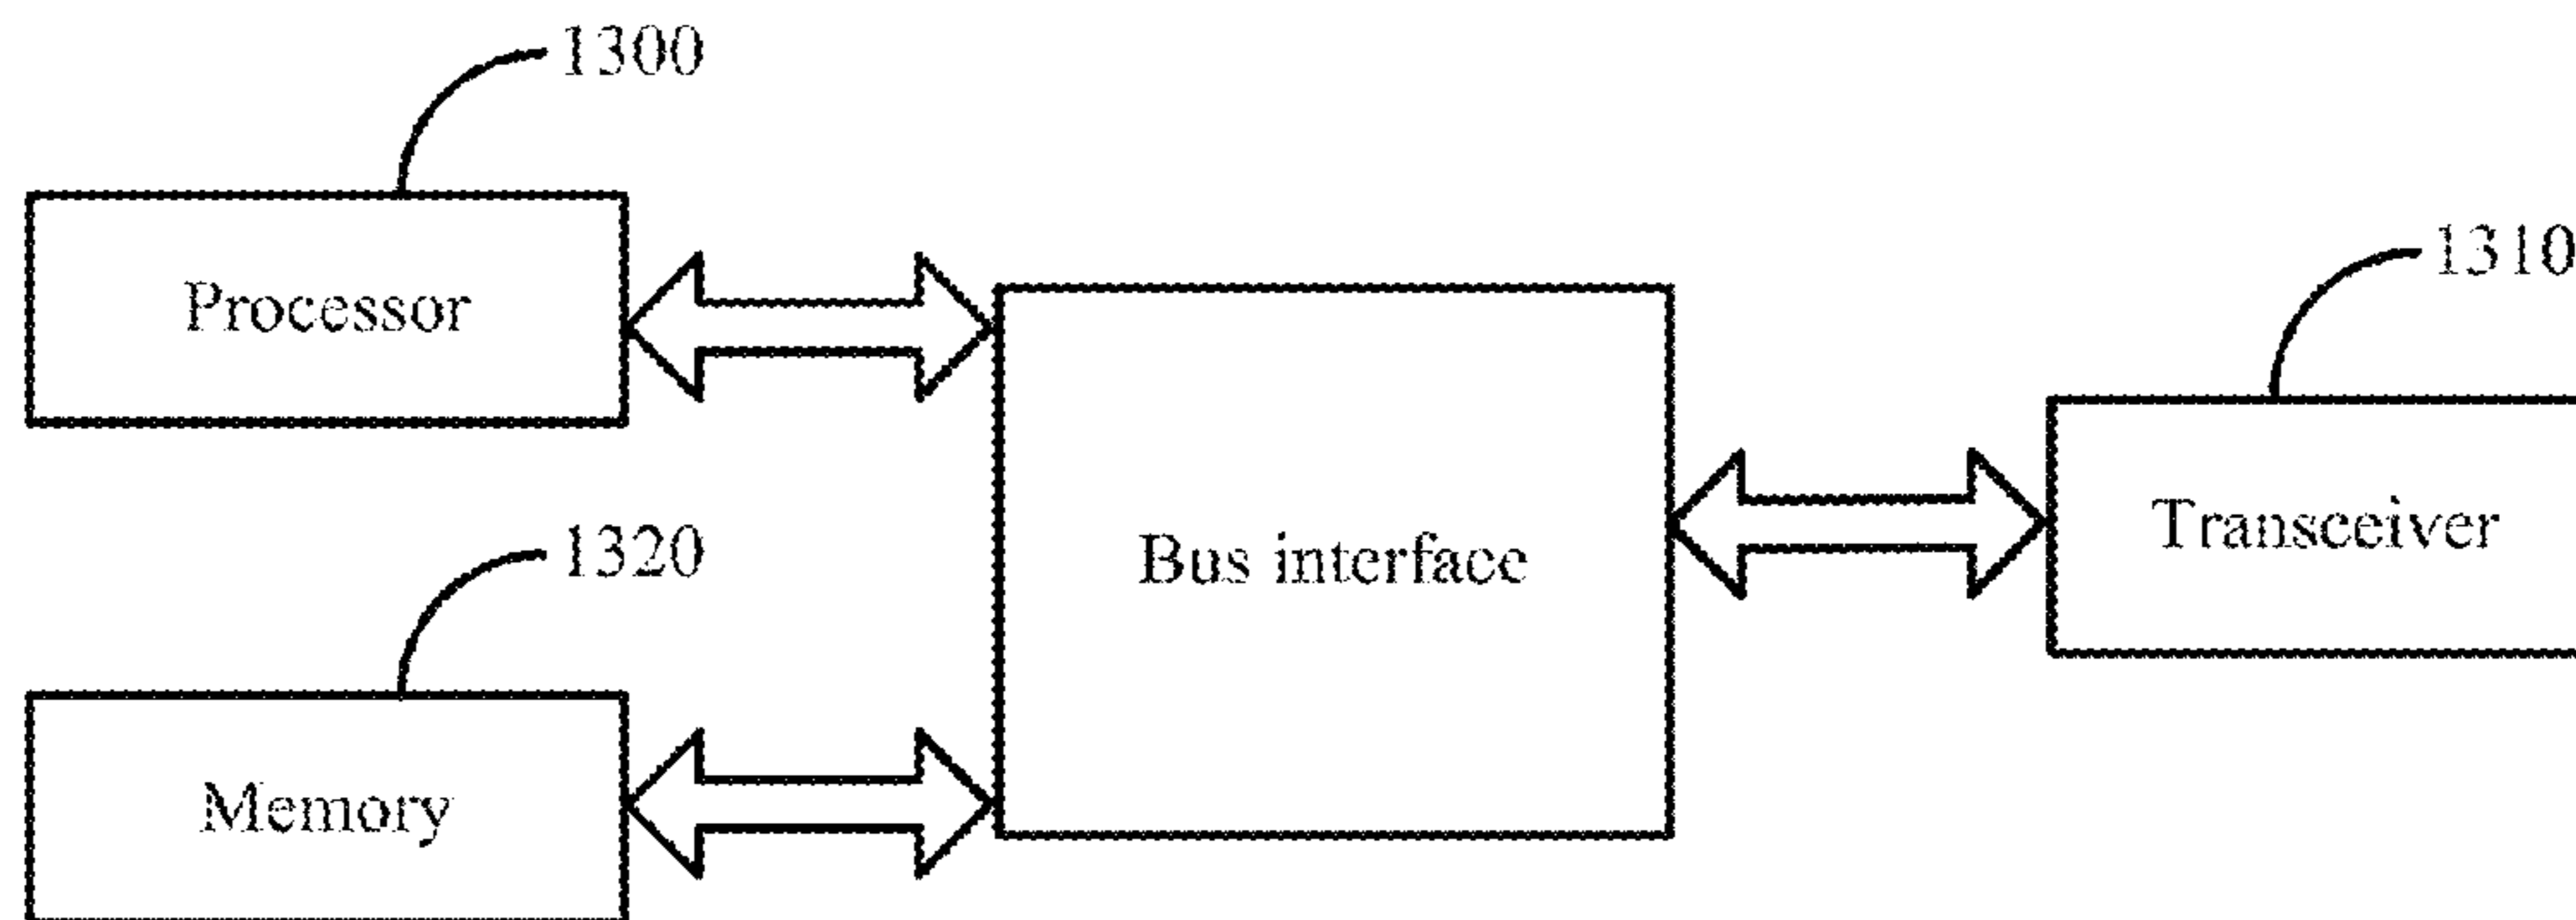 1300
Processor
1310
Bus interface
Transceiver
1320
Memory